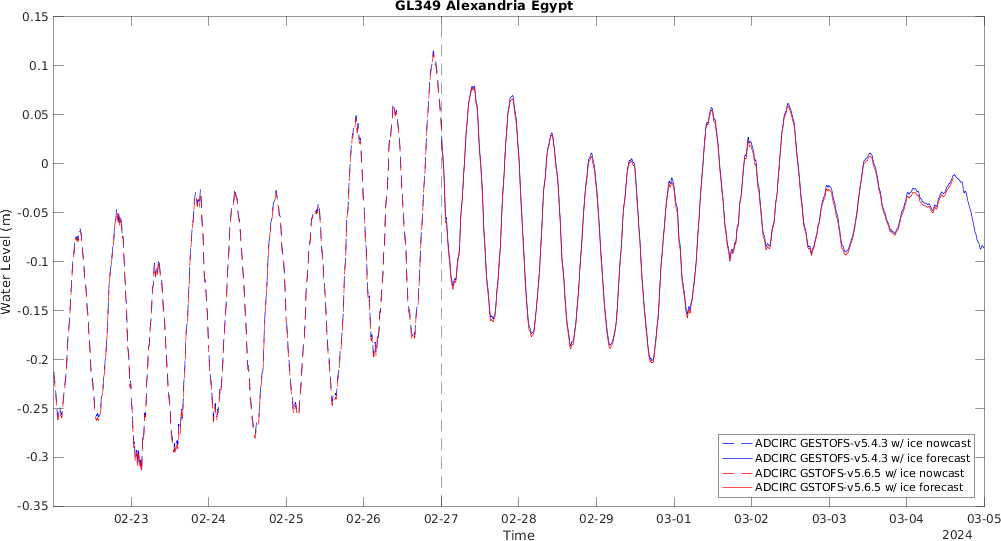 GL349 Alexandria Egypt
0.15
0.1
0.05
0
-0.05
-0.1
-0.15
-0.2
-0.25
-0.3
-0.35
Water Level (m)
ADCIRC GESTOFS-v5.4.3 w/ ice nowcast
ADCIRC GESTOFS-v5.4.3 w/ ice forecast
ADCIRC GSTOFS-v5.6.5 w/ ice nowcast
ADCIRC GSTOFS-v5.6.5 w/ ice forecast
02-23 02-24 02-25 02-26 02-27 02-28 02-29 03-01 03-02 03-03 03-04 03-05
Time
2024